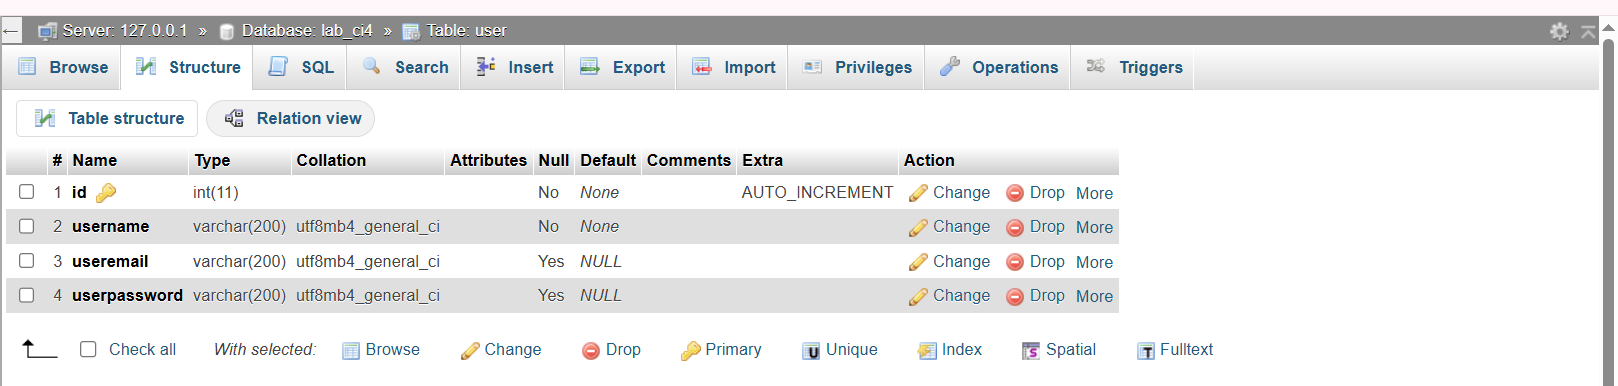 Server: 127.0.0.1 » Database: lab_ci4 » Table: user
Browse Structure SQL Search Insert Export Import Privileges Operations Triggers
Table structure Relation view
# Name Type Collation Attributes Null Default Comments Extra Action
1 id int(11) No None AUTO_INCREMENT Change Drop More
2 username varchar(200) utf8mb4_general_ci No None Change Drop More
3 useremail varchar(200) utf8mb4_general_ci Yes NULL Change Drop More
4 userpassword varchar(200) utf8mb4_general_ci Yes NULL Change Drop More
Check all With selected: Browse Change Drop Primary Unique Index Spatial Fulltext